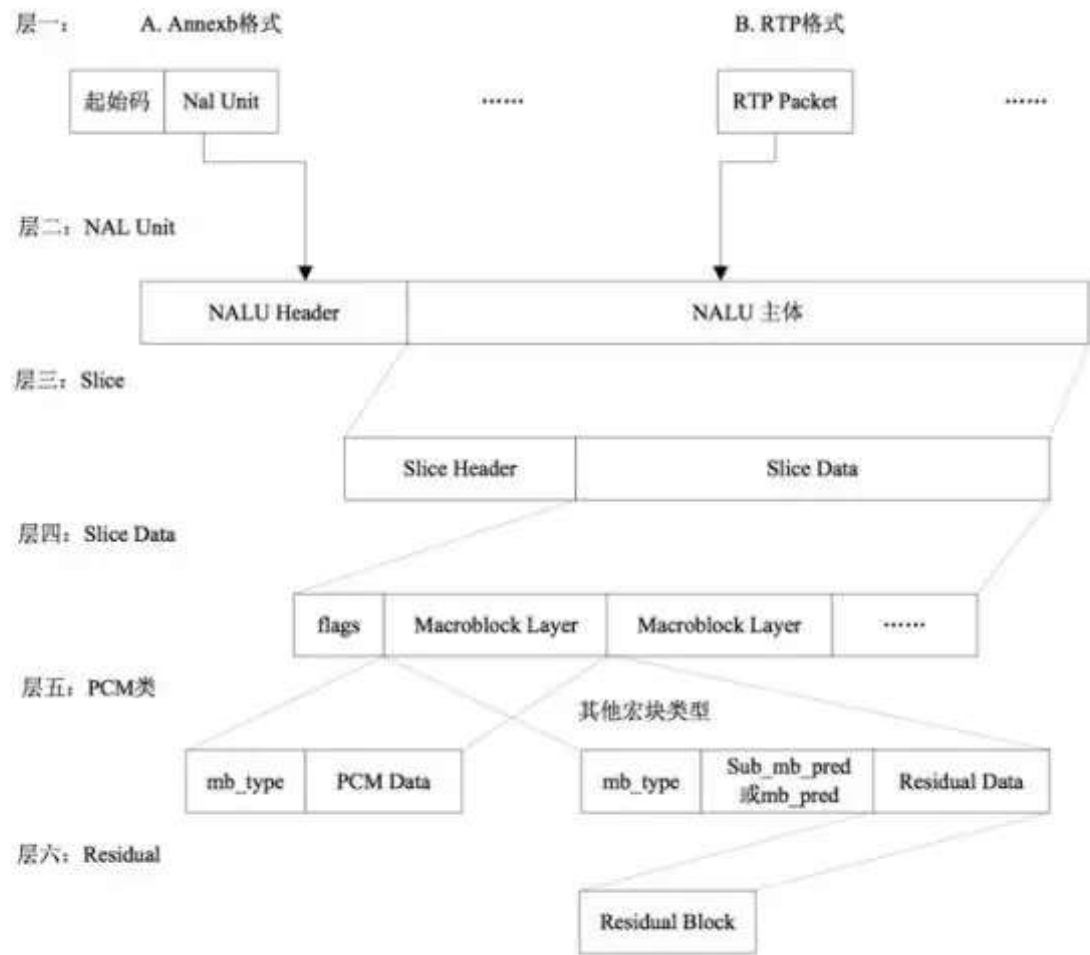 层一： A. Annexb格式 B. RTP格式
起始码 Nal Unit …… RTP Packet ……
层二：NAL Unit
NALU Header NALU 主体
层三：Slice
Slice Header Slice Data
层四：Slice Data
flags Macroblock Layer Macroblock Layer ……
层五：PCM类
其他宏块类型
mb_type PCM Data mb_type Sub_mb_pred
或mb_pred Residual Data
层六：Residual
Residual Block